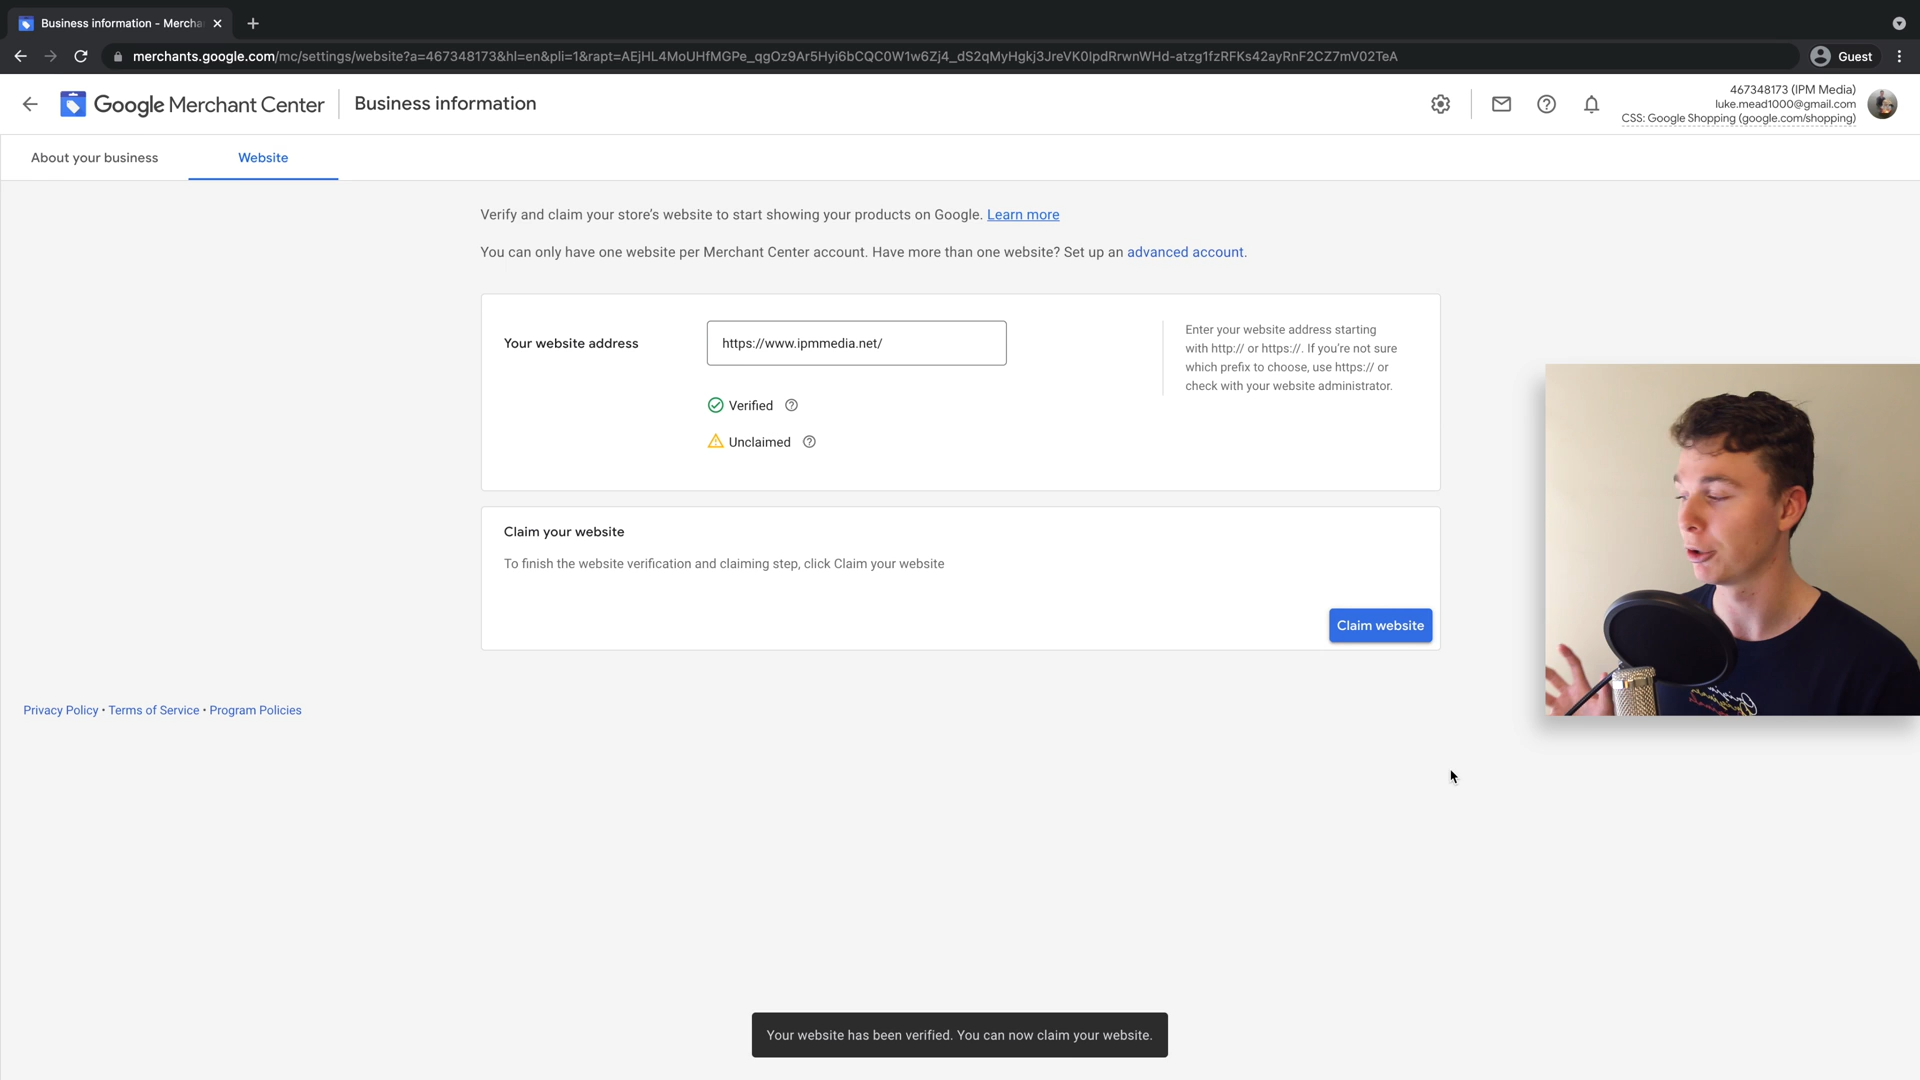 Business information - Mercha
merchants.google.com/mc/settings/website?a=467348173&hl=en&pli=1&rapt=AEjHL4MoUHfMGPe_qgOz9Ar5Hyi6bCQC0W1w6Zj4_dS2qMyHgkj3JreVK0IpdRrwnWHd-atzg1fzRFKs42ayRnF2CZ7mV02TeA
Guest
Google Merchant Center
Business information
467348173 (IPM Media)
luke.mead1000@gmail.com
CSS: Google Shopping (google.com/shopping)
About your business
Website
Verify and claim your store's website to start showing your products on Google. Learn more
You can only have one website per Merchant Center account. Have more than one website? Set up an advanced account.
Your website address
https://www.ipmmedia.net/
Enter your website address starting
with http:// or https://. If you're not sure
which prefix to choose, use https:// or
check with your website administrator.
Verified
Unclaimed
Claim your website
To finish the website verification and claiming step, click Claim your website
Claim website
Privacy Policy • Terms of Service • Program Policies
Your website has been verified. You can now claim your website.